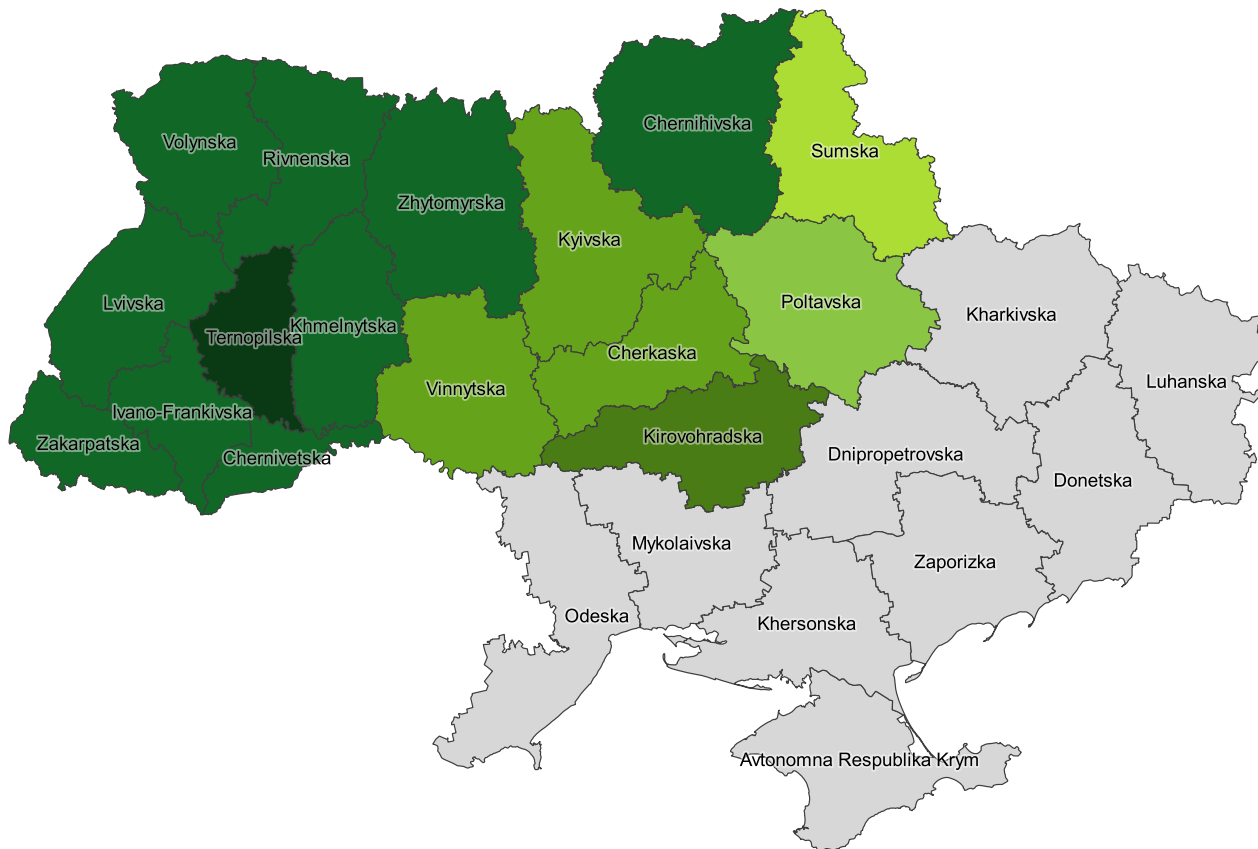 Chernihivska
Volynska
Sumska
Rivnenska
Zhytomyrska
Kyivska
Lvivska
Poltavska
Kharkivska
Khmelnytska
Ternopilska
Cherkaska
Luhanska
Vinnytska
Ivano-Frankivska
Kirovohradska
Zakarpatska
Dnipropetrovska
Chernivetska
Donetska
Mykolaivska
Zaporizka
Odeska
Khersonska
Avtonomna Respublika Krym